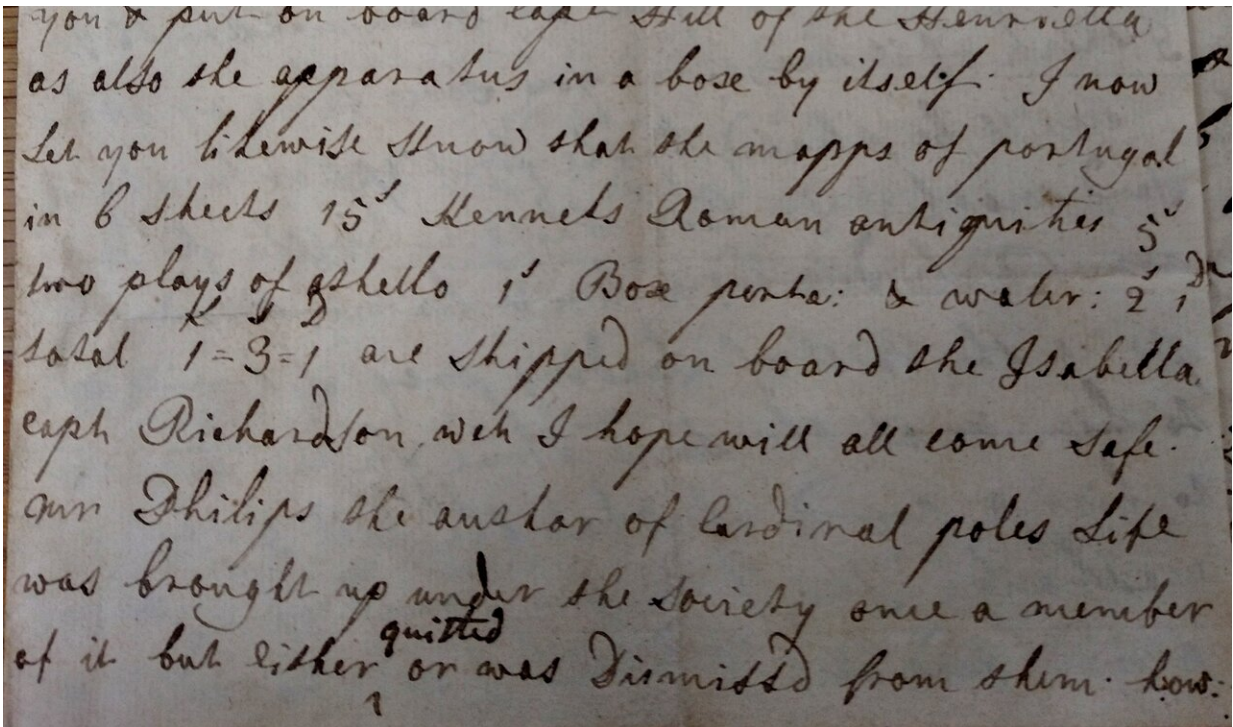 you & put on board capt Still of the Henrietta
as also the apparatus in a boxe by itself. I now
Let you likewise Know that the mapps of portugal
in 6 sheets 15s Kennets Roman antiquities 5s
two plays of othello 1s Boxe porta: & water: 2s 1D
L S D
total 1=3=1 are shipped on board the Isabella
capt Richardson, wch I hope will all come safe.
mr Philips the author of Cardinal poles Life
was brought up under the society once a member
quitted
of it but Either ^ or was Dismissd from them. how: